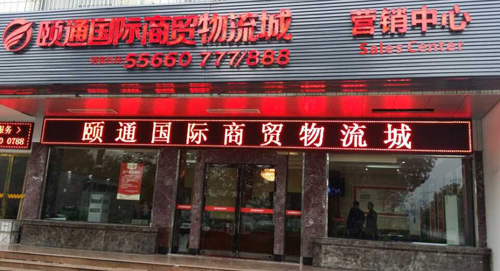 颐通国际商贸物流城
营销中心
Sales Center
55660 777/888
颐通国际商贸物流城
服务 >
0 0788